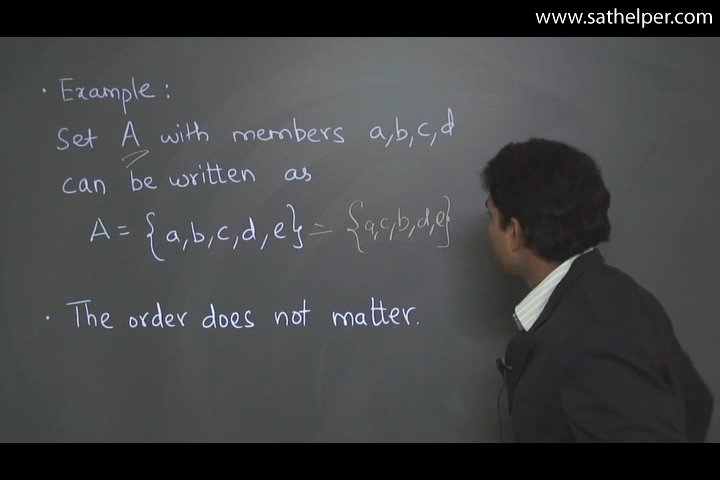 www.sathelper.com
· Example:
Set A with members a,b,c,d
can be written as
A = {a,b,c,d,e} = {a,c,b,d,e}
· The order does not matter.